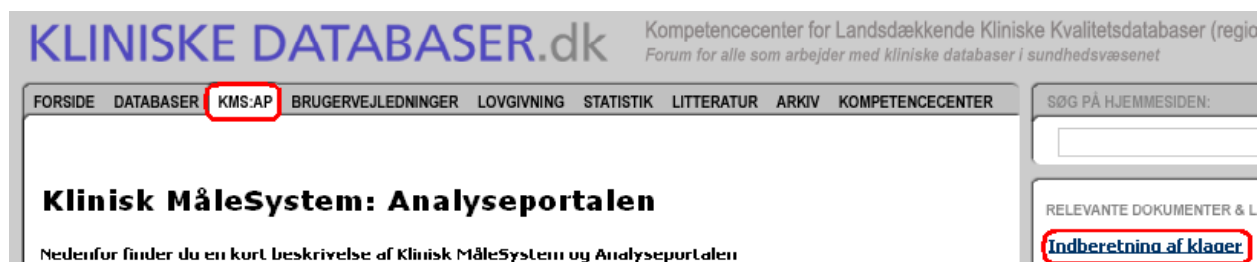 KLINISKE DATABASER.dk
Kompetencecenter for Landsdækkende Kliniske Kvalitetsdatabaser (regio
Forum for alle som arbejder med kliniske databaser i sundhedsvæsenet
FORSIDE DATABASER KMS:AP BRUGERVEJLEDNINGER LOVGIVNING STATISTIK LITTERATUR ARKIV KOMPETENCECENTER
SØG PÅ HJEMMESIDEN:
Klinisk MåleSystem: Analyseportalen
Nedenfor finder du en kort beskrivelse af Klinisk MåleSystem og Analyseportalen
RELEVANTE DOKUMENTER & L
Indberetning af klager